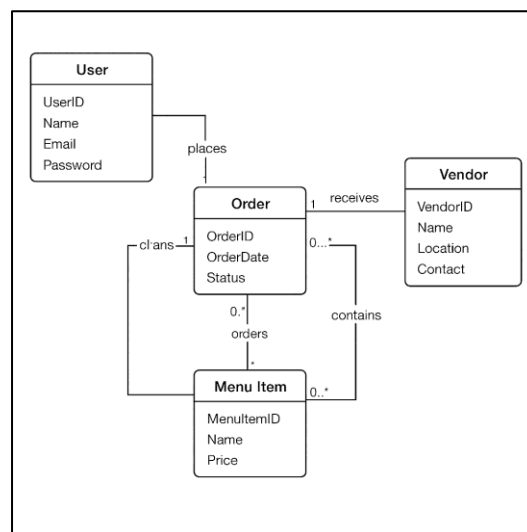 User
UserID
Name
Email
Password
places
*
Vendor
VendorID
Name
Location
Contact
1
receives
Order
OrderID
OrderDate
Status
1
0...*
0.*
orders
contains
*
Menu Item
MenuItemID
Name
Price
0..*